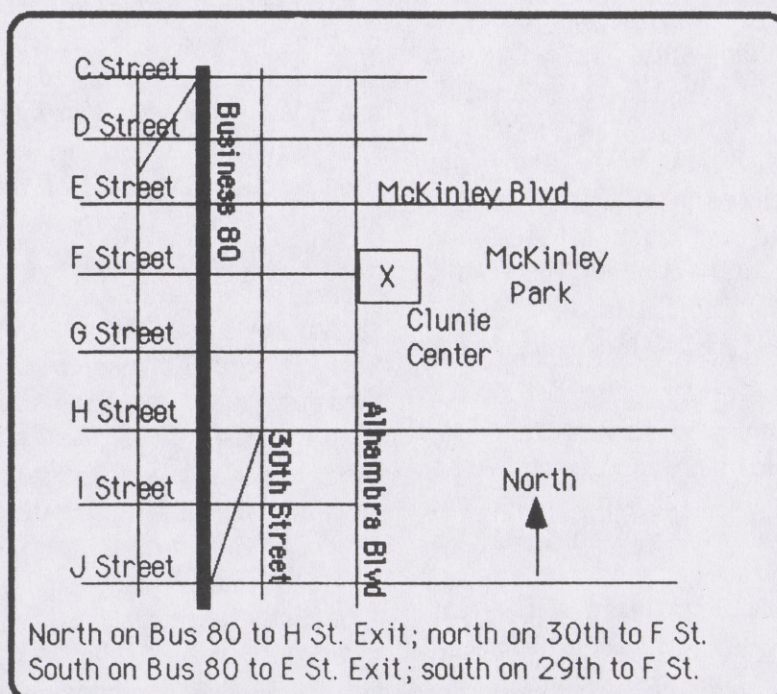 C Street
D Street
Business 80
E Street
McKinley Blvd
F Street
X
McKinley
Park
Clunie
Center
G Street
H Street
30th Street
Alhambra Blvd
North
I Street
J Street
North on Bus 80 to H St. Exit; north on 30th to F St.
South on Bus 80 to E St. Exit; south on 29th to F St.